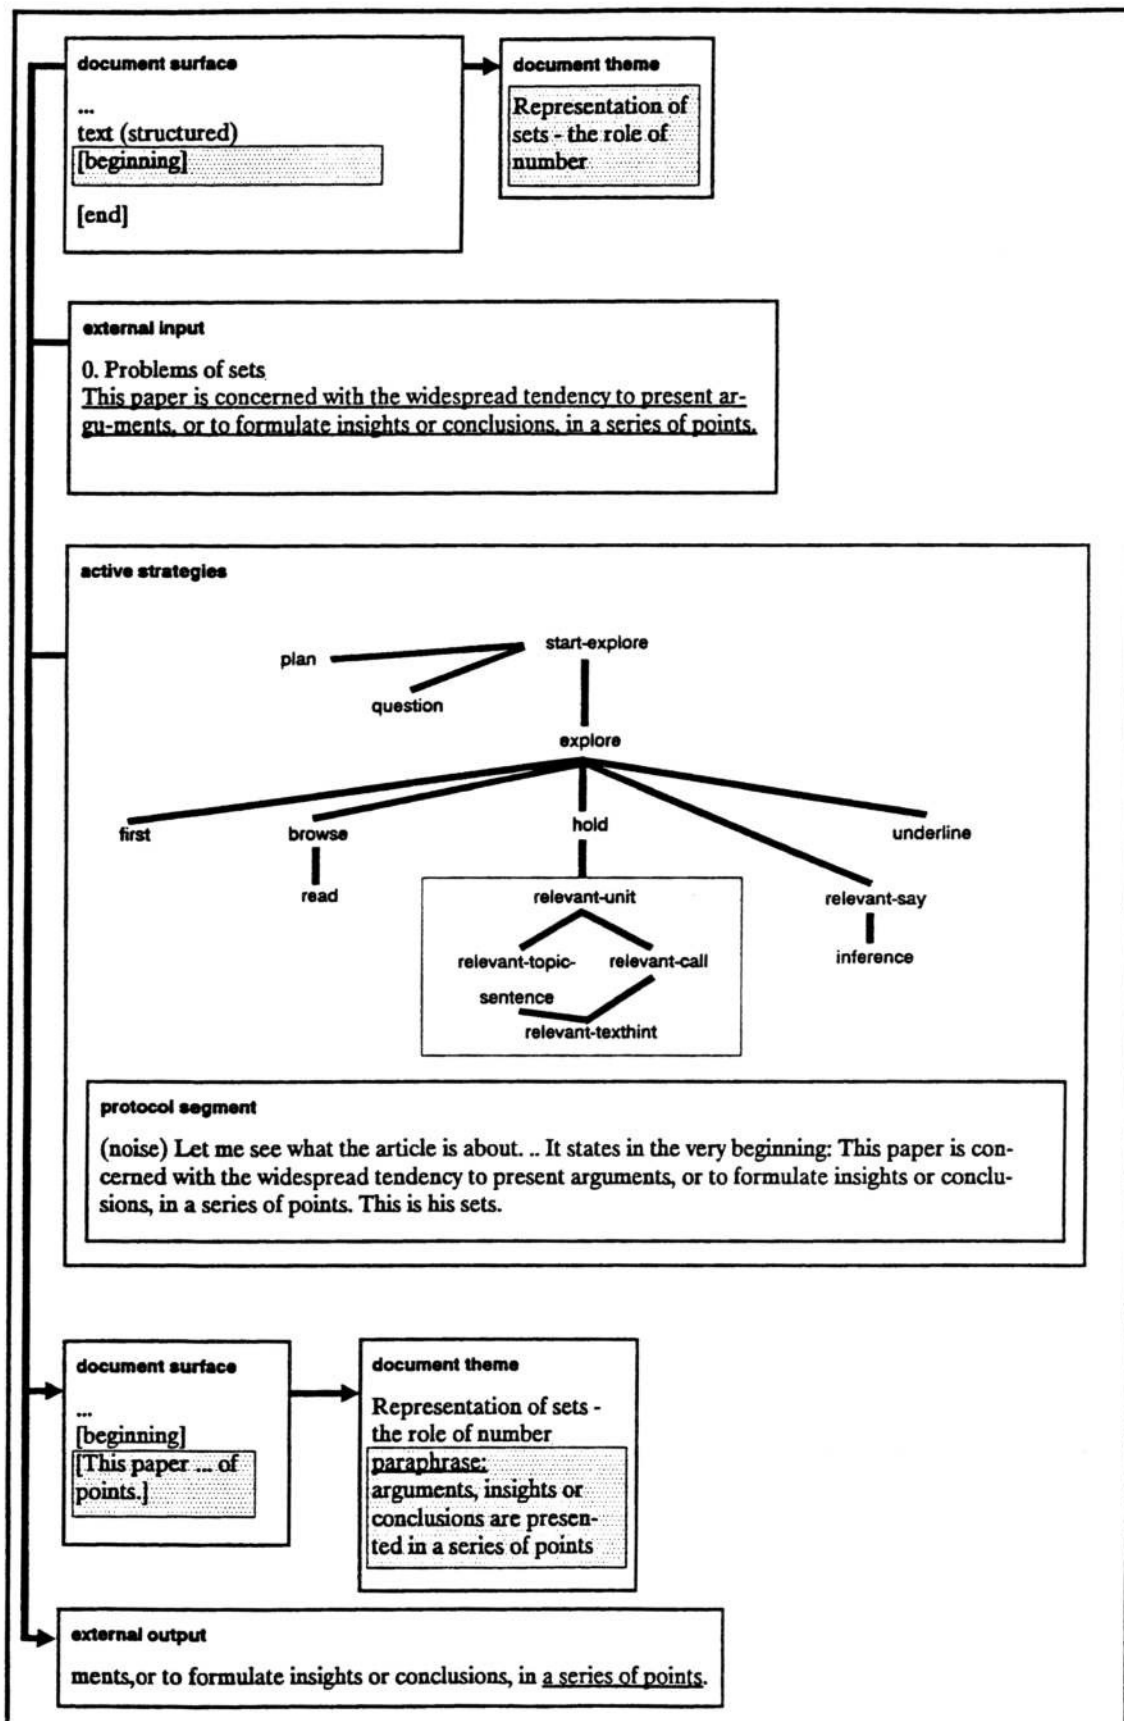 document surface
...
text (structured)
[beginning]
[end]
document theme
Representation of
sets - the role of
number
external input
0. Problems of sets
This paper is concerned with the widespread tendency to present ar-
gu-ments, or to formulate insights or conclusions, in a series of points.
active strategies
start-explore
plan
question
explore
first
browse
hold
underline
read
relevant-unit
relevant-say
relevant-topic-
sentence
relevant-call
inference
relevant-texthint
protocol segment
(noise) Let me see what the article is about. .. It states in the very beginning: This paper is con-
cerned with the widespread tendency to present arguments, or to formulate insights or conclu-
sions, in a series of points. This is his sets.
document surface
...
[beginning]
[This paper ... of
points.]
document theme
Representation of sets -
the role of number
paraphrase:
arguments, insights or
conclusions are presen-
ted in a series of points
external output
ments,or to formulate insights or conclusions, in a series of points.